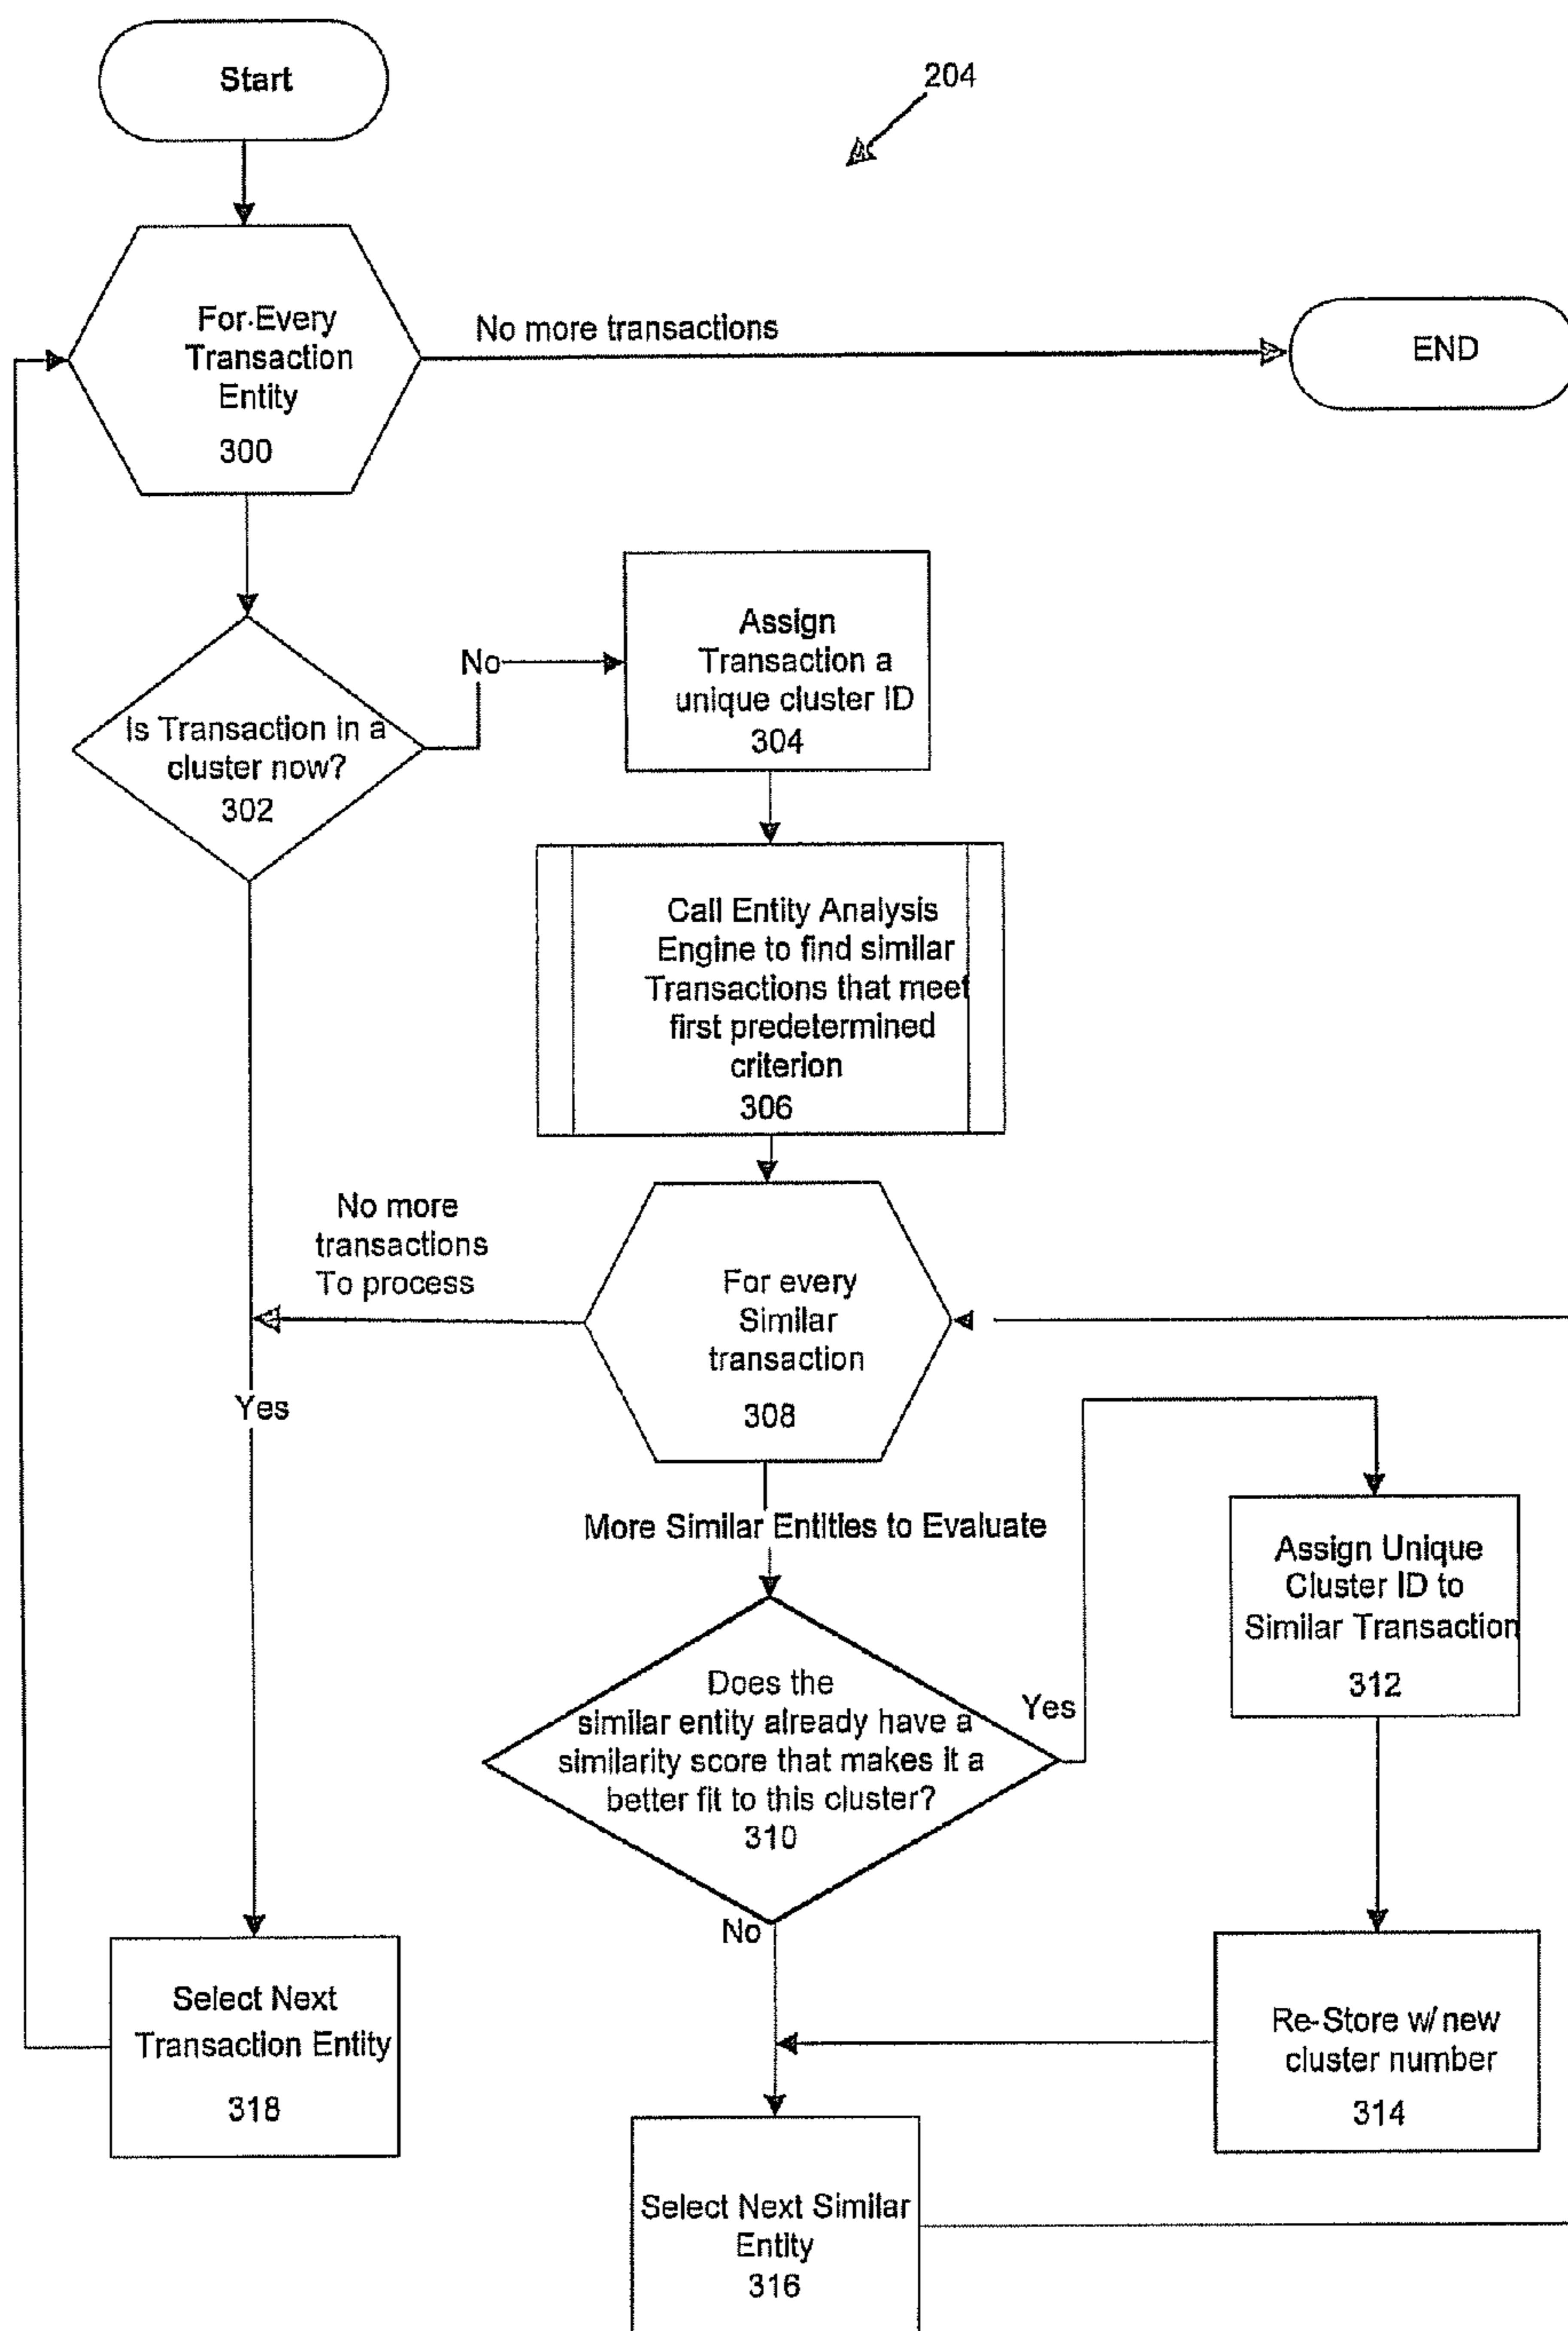 Start
204
For Every
Transaction
Entity
300
No more transactions
END
Is Transaction in a
cluster now?
302
No
Assign
Transaction a
unique cluster ID
304
Call Entity Analysis
Engine to find similar
Transactions that meet
first predetermined
criterion
306
No more
transactions
To process
For every
Similar
transaction
308
Yes
More Similar Entities to Evaluate
Does the
similar entity already have a
similarity score that makes it a
better fit to this cluster?
310
Yes
Assign Unique
Cluster ID to
Similar Transaction
312
No
Re-Store w/new
cluster number
314
Select Next
Transaction Entity
318
Select Next Similar
Entity
316